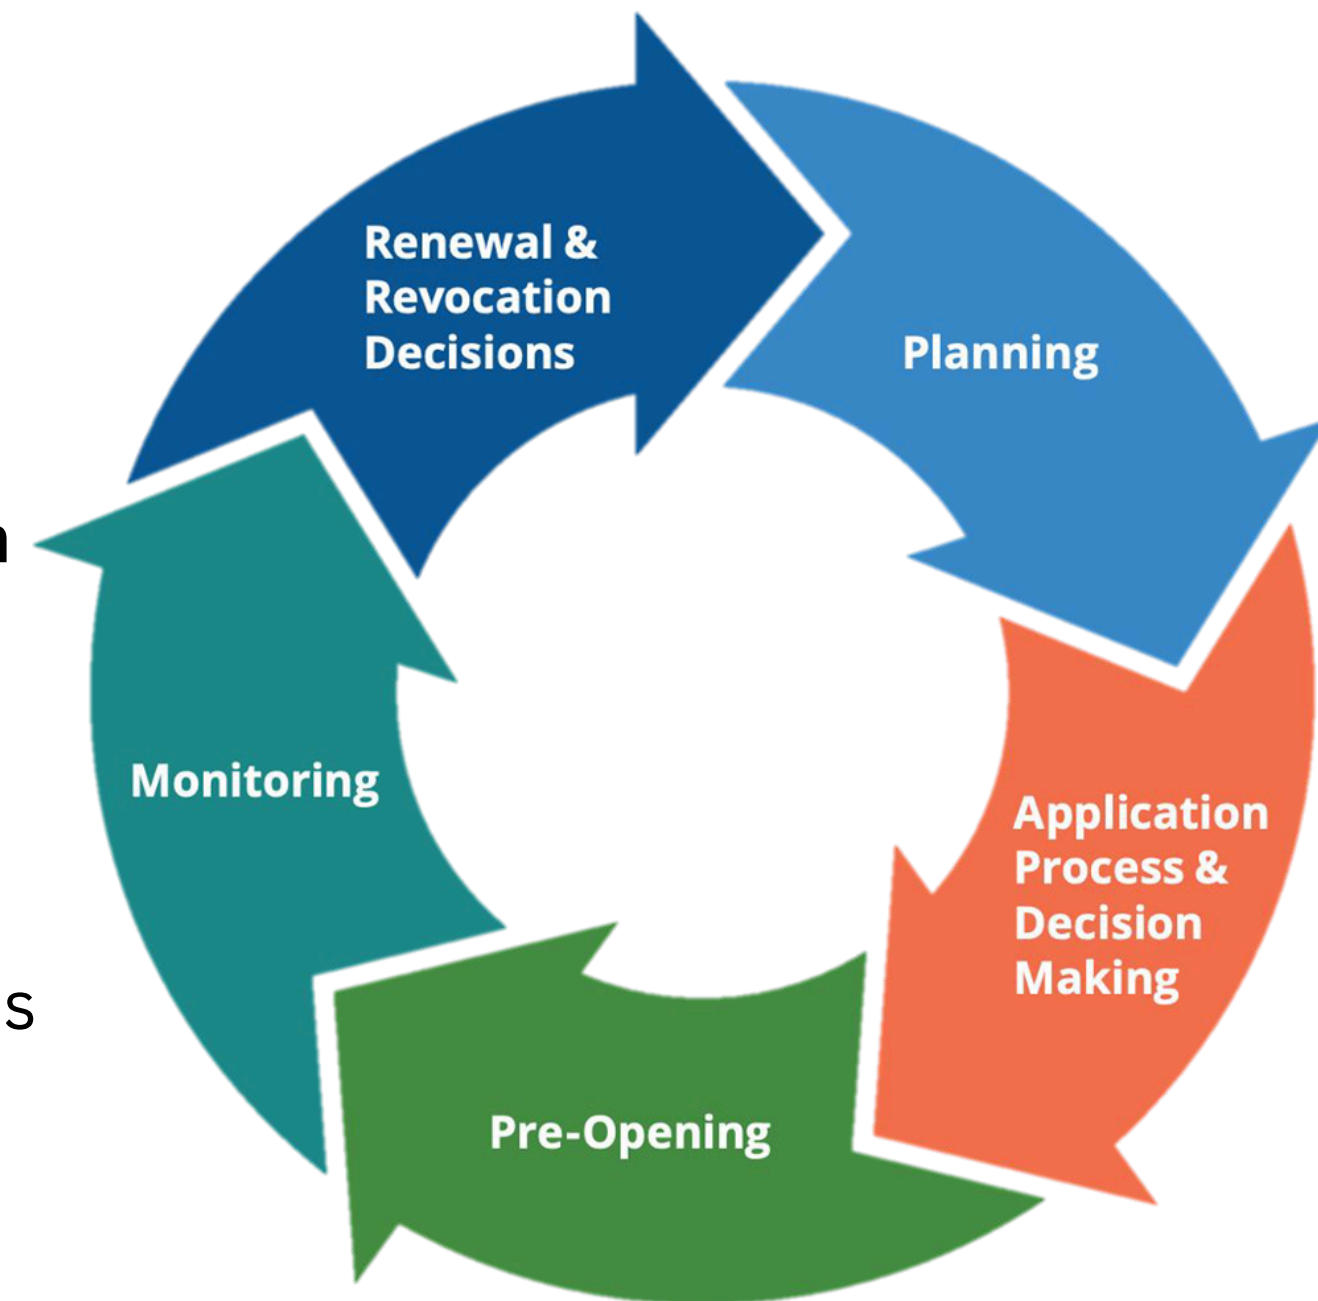 Renewal &
Revocation
Decisions
Planning
n
Monitoring
Application
Process &
Decision
Making
s
Pre-Opening